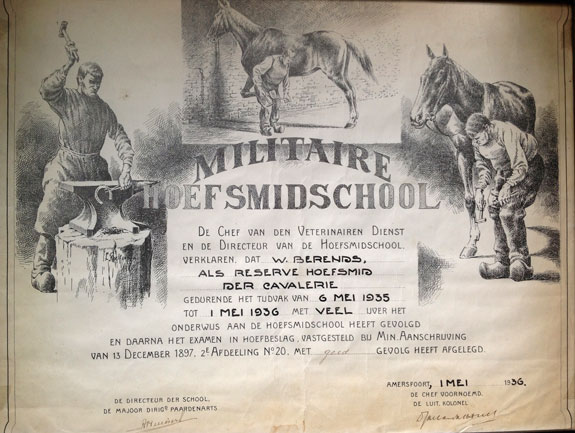 MILITAIRE
HOEFSMIDSCHOOL
DE CHEF VAN DEN VETERINAIREN DIENST
EN DE DIRECTEUR VAN DE HOEFSMIDSCHOOL.
VERKLAREN, DAT W. BERENDS,
ALS RESERVE HOEFSMID
DER CAVALERIE
GEDURENDE HET TIJDVAK VAN 6 MEI 1935
TOT 1 MEI 1936 MET VEEL IJVER HET
ONDERWIJS AAN DE HOEFSMIDSCHOOL HEEFT GEVOLGD
EN DAARNA HET EXAMEN IN HOEFBESLAG, VASTGESTELD BIJ MIN. AANSCHRIJVING
VAN 13 DECEMBER 1897, 2E AFDEELING No. 20, MET goed GEVOLG HEEFT AFGELEGD.
AMERSFOORT, 1 MEI 1936.
DE DIRECTEUR DER SCHOOL,
DE MAJOOR DIRIGR PAARDENARTS
DE CHEF VOORNOEMD.
DE LUIT. KOLONEL